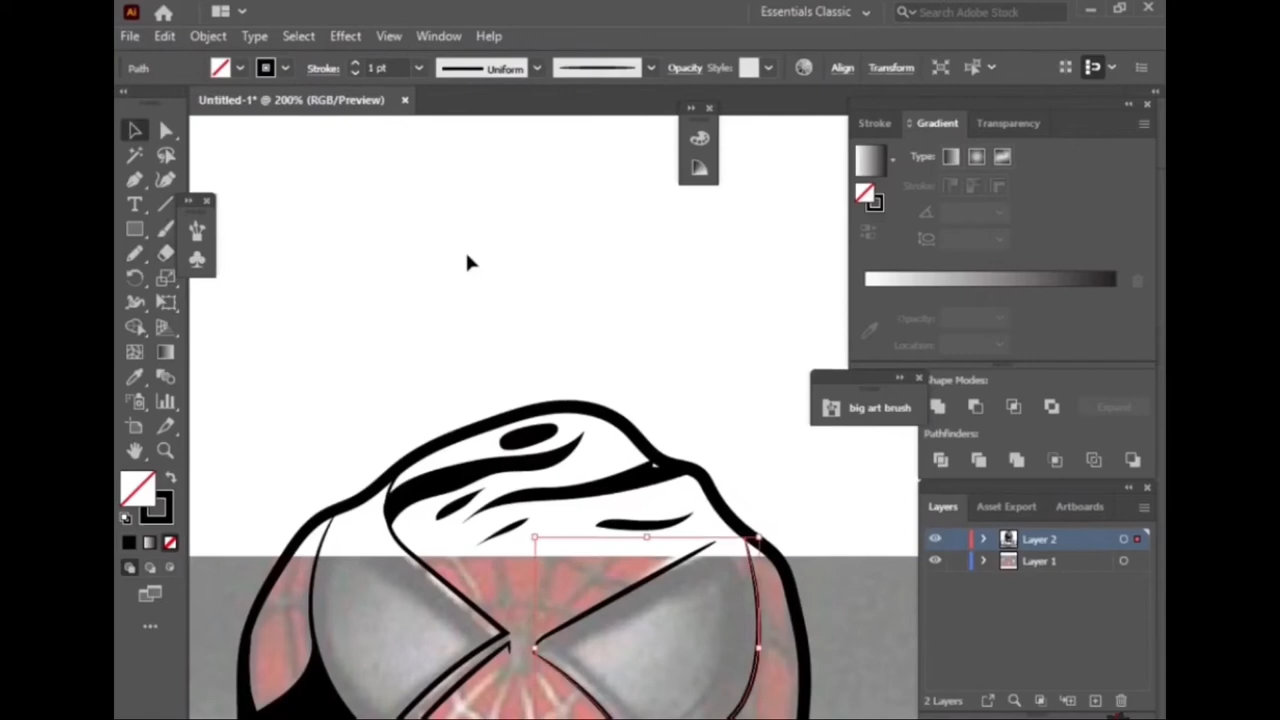 Ai
Essentials Classic
Search Adobe Stock
File Edit Object Type Select Effect View Window Help
Path Stroke: 1 pt Uniform Opacity Style: Align Transform
Untitled-1* @ 200% (RGB/Preview)
Stroke Gradient Transparency
Type:
Stroke:
Opacity:
Location:
Shape Modes:
big art brush
Expand
Pathfinders:
Layers Asset Export Artboards
Layer 2
Layer 1
2 Layers